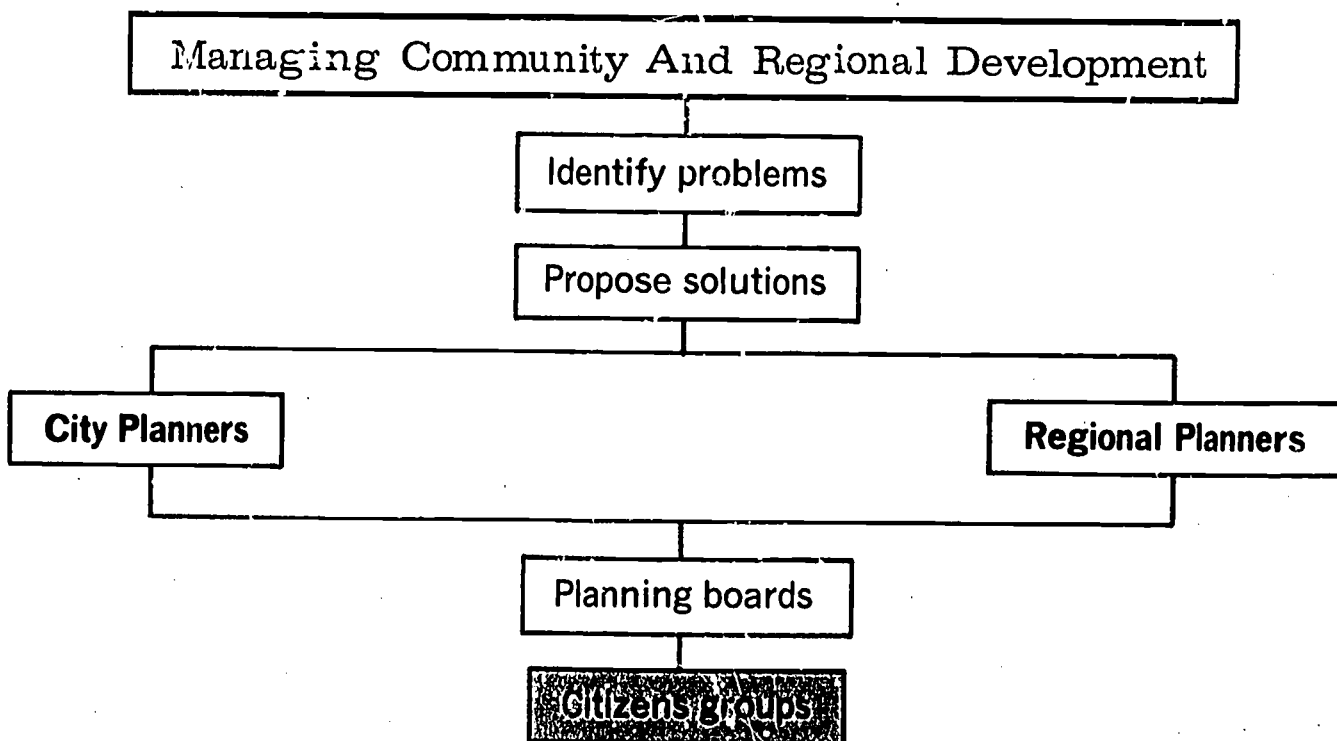 Managing Community And Regional Development
Identify problems
Propose solutions
City Planners
Regional Planners
Planning boards
Citizens groups